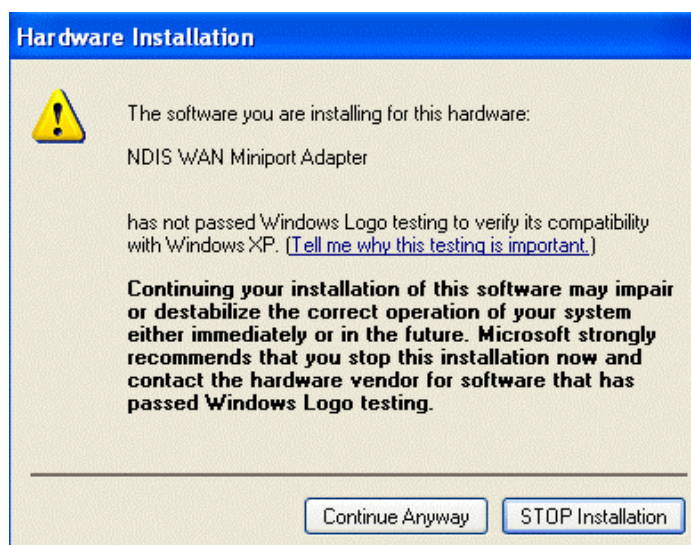 Hardware Installation
The software you are installing for this hardware:
NDIS WAN Miniport Adapter
has not passed Windows Logo testing to verify its compatibility
with Windows XP. (Tell me why this testing is important.)
Continuing your installation of this software may impair
or destabilize the correct operation of your system
either immediately or in the future. Microsoft strongly
recommends that you stop this installation now and
contact the hardware vendor for software that has
passed Windows Logo testing.
Continue Anyway
STOP Installation